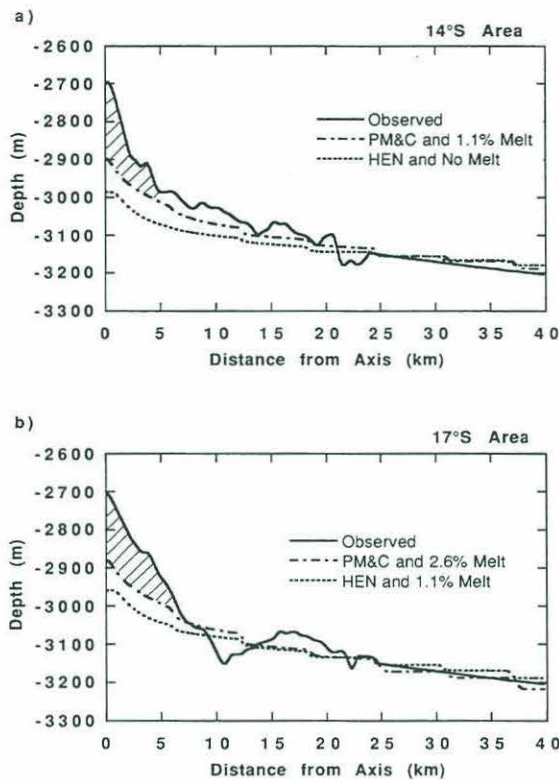 a)
14°S Area
-2600
-2700
-2800
-2900
-3000
-3100
-3200
-3300
Depth (m)
Observed
PM&C and 1.1% Melt
HEN and No Melt
0 5 10 15 20 25 30 35 40
Distance from Axis (km)
b)
17°S Area
-2600
-2700
-2800
-2900
-3000
-3100
-3200
-3300
Depth (m)
Observed
PM&C and 2.6% Melt
HEN and 1.1% Melt
0 5 10 15 20 25 30 35 40
Distance from Axis (km)